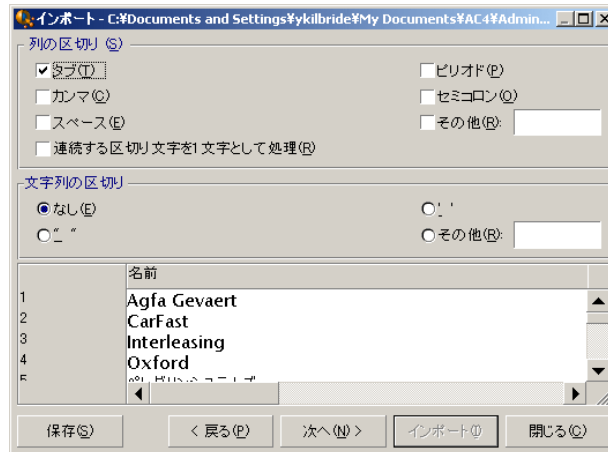 インポート - C:¥Documents and Settings¥ykilbride¥My Documents¥AC4¥Admin...
列の区切り (S)
タブ(T) ピリオド(P)
カンマ(C) セミコロン(O)
スペース(E) その他(R):
連続する区切り文字を1文字として処理(R)
文字列の区切り
なし(E) ' '
" " その他(R):
名前
1 Agfa Gevaert
2 CarFast
3 Interleasing
4 Oxford
5
保存(S) < 戻る(P) 次へ(N) > インポート(I) 閉じる(C)